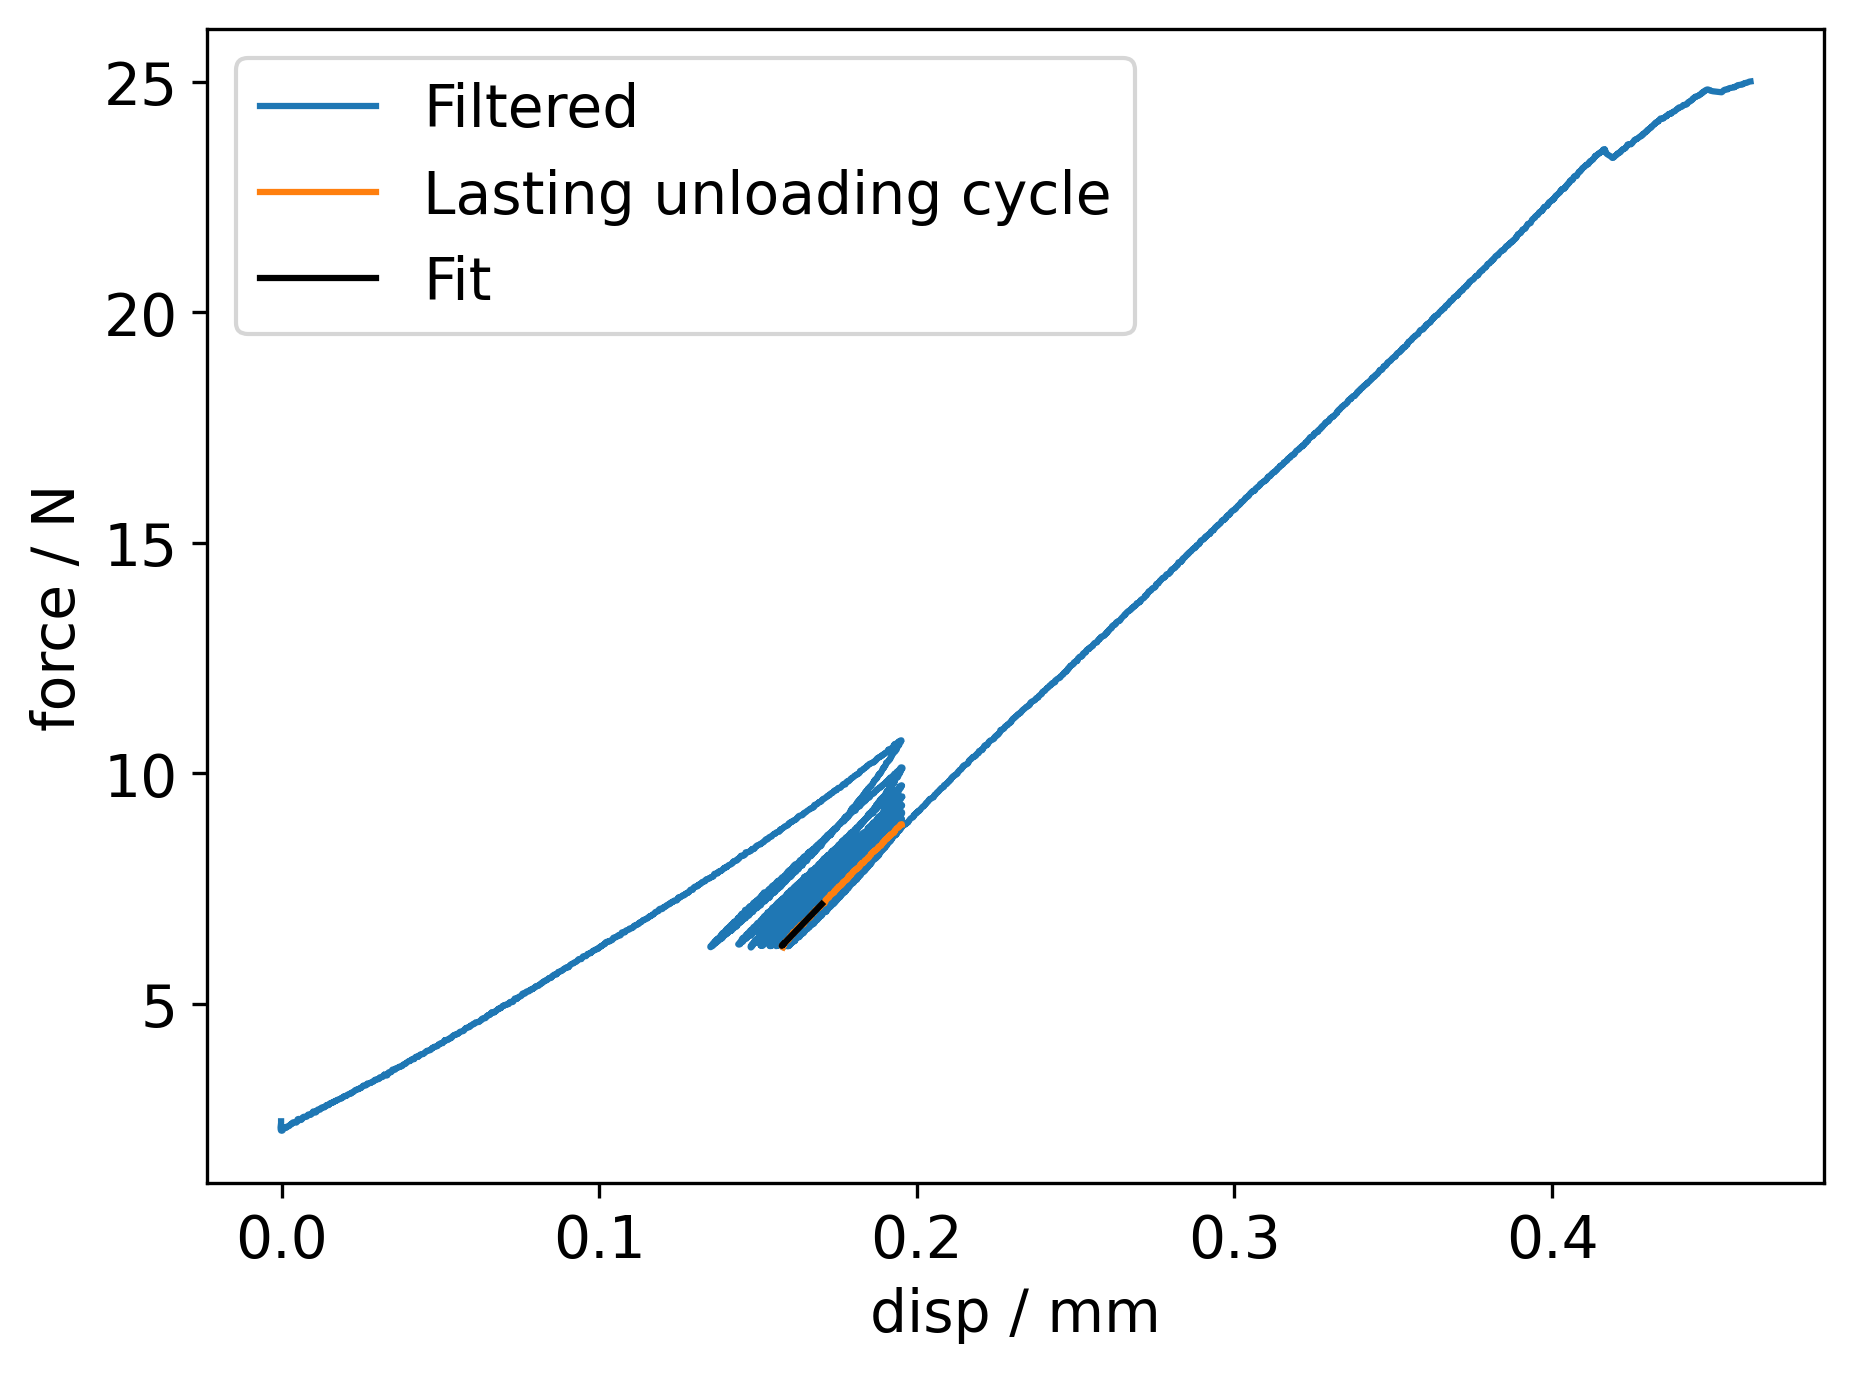 25
20
15
10
5
force / N
Filtered
Lasting unloading cycle
Fit
0.0 0.1 0.2 0.3 0.4
disp / mm